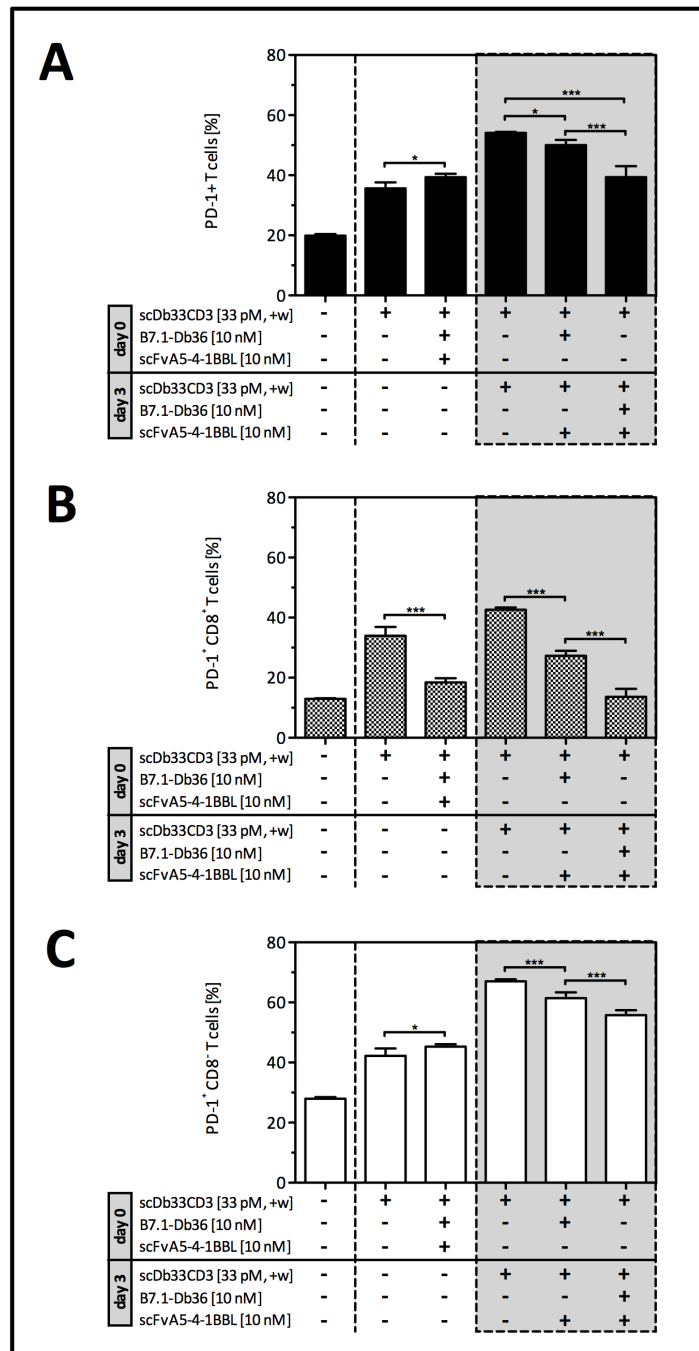 A
PD-1+ T cells [%]
80
60
40
20
0
***
*
***
*
day 0
scDb33CD3 [33 pM, +w] - + + + + +
B7.1-Db36 [10 nM] - - + - + -
scFvA5-4-1BBL [10 nM] - - + - - -
day 3
scDb33CD3 [33 pM, +w] - - - + + +
B7.1-Db36 [10 nM] - - - - - +
scFvA5-4-1BBL [10 nM] - - - - + +
B
PD-1⁺ CD8⁺ T cells [%]
80
60
40
20
0
***
***
***
day 0
scDb33CD3 [33 pM, +w] - + + + + +
B7.1-Db36 [10 nM] - - + - + -
scFvA5-4-1BBL [10 nM] - - + - - -
day 3
scDb33CD3 [33 pM, +w] - - - + + +
B7.1-Db36 [10 nM] - - - - - +
scFvA5-4-1BBL [10 nM] - - - - + +
C
PD-1⁺ CD8⁻ T cells [%]
80
60
40
20
0
***
***
*
day 0
scDb33CD3 [33 pM, +w] - + + + + +
B7.1-Db36 [10 nM] - - + - + -
scFvA5-4-1BBL [10 nM] - - + - - -
day 3
scDb33CD3 [33 pM, +w] - - - + + +
B7.1-Db36 [10 nM] - - - - - +
scFvA5-4-1BBL [10 nM] - - - - + +